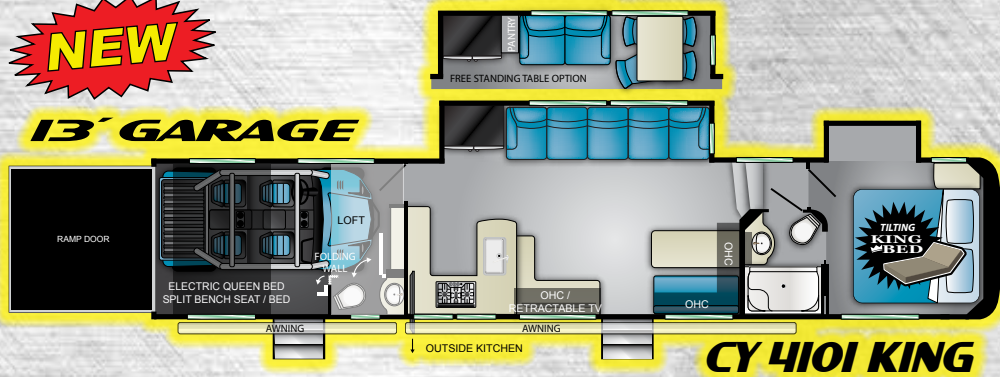 NEW
13' GARAGE
PANTRY
FREE STANDING TABLE OPTION
RAMP DOOR
LOFT
FOLDING
WALL
ELECTRIC QUEEN BED
SPLIT BENCH SEAT / BED
OHC /
RETRACTABLE TV
OHC
OHC
TILTING
KING
BED
AWNING
AWNING
OUTSIDE KITCHEN
CY 4101 KING